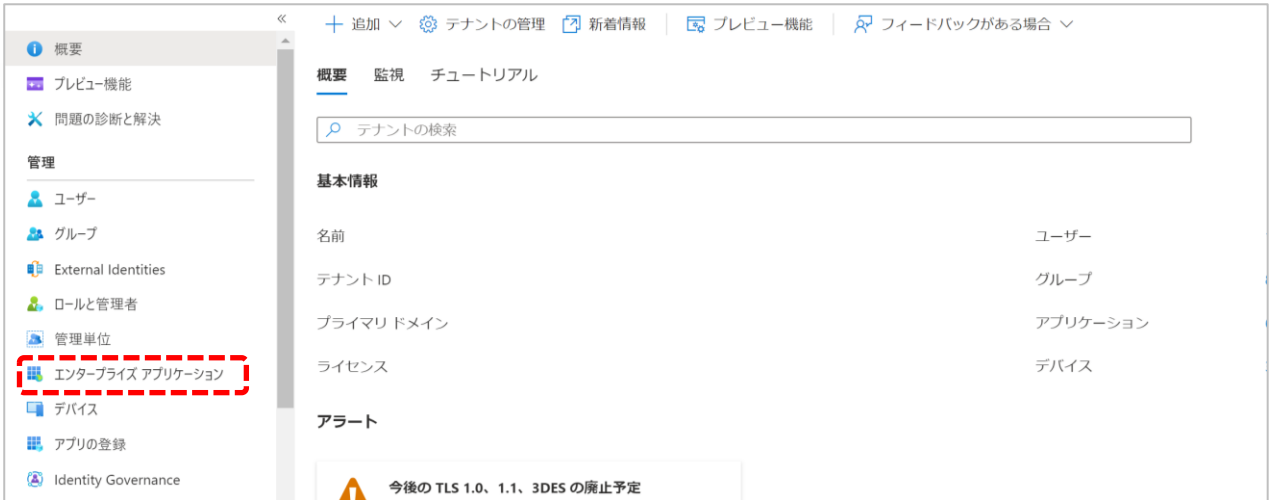 «
概要
プレビュー機能
問題の診断と解決
管理
ユーザー
グループ
External Identities
ロールと管理者
管理単位
エンタープライズ アプリケーション
デバイス
アプリの登録
Identity Governance
追加 テナントの管理 新着情報 プレビュー機能 フィードバックがある場合
概要 監視 チュートリアル
テナントの検索
基本情報
名前 ユーザー
テナント ID グループ
プライマリ ドメイン アプリケーション
ライセンス デバイス
アラート
今後の TLS 1.0、1.1、3DES の廃止予定